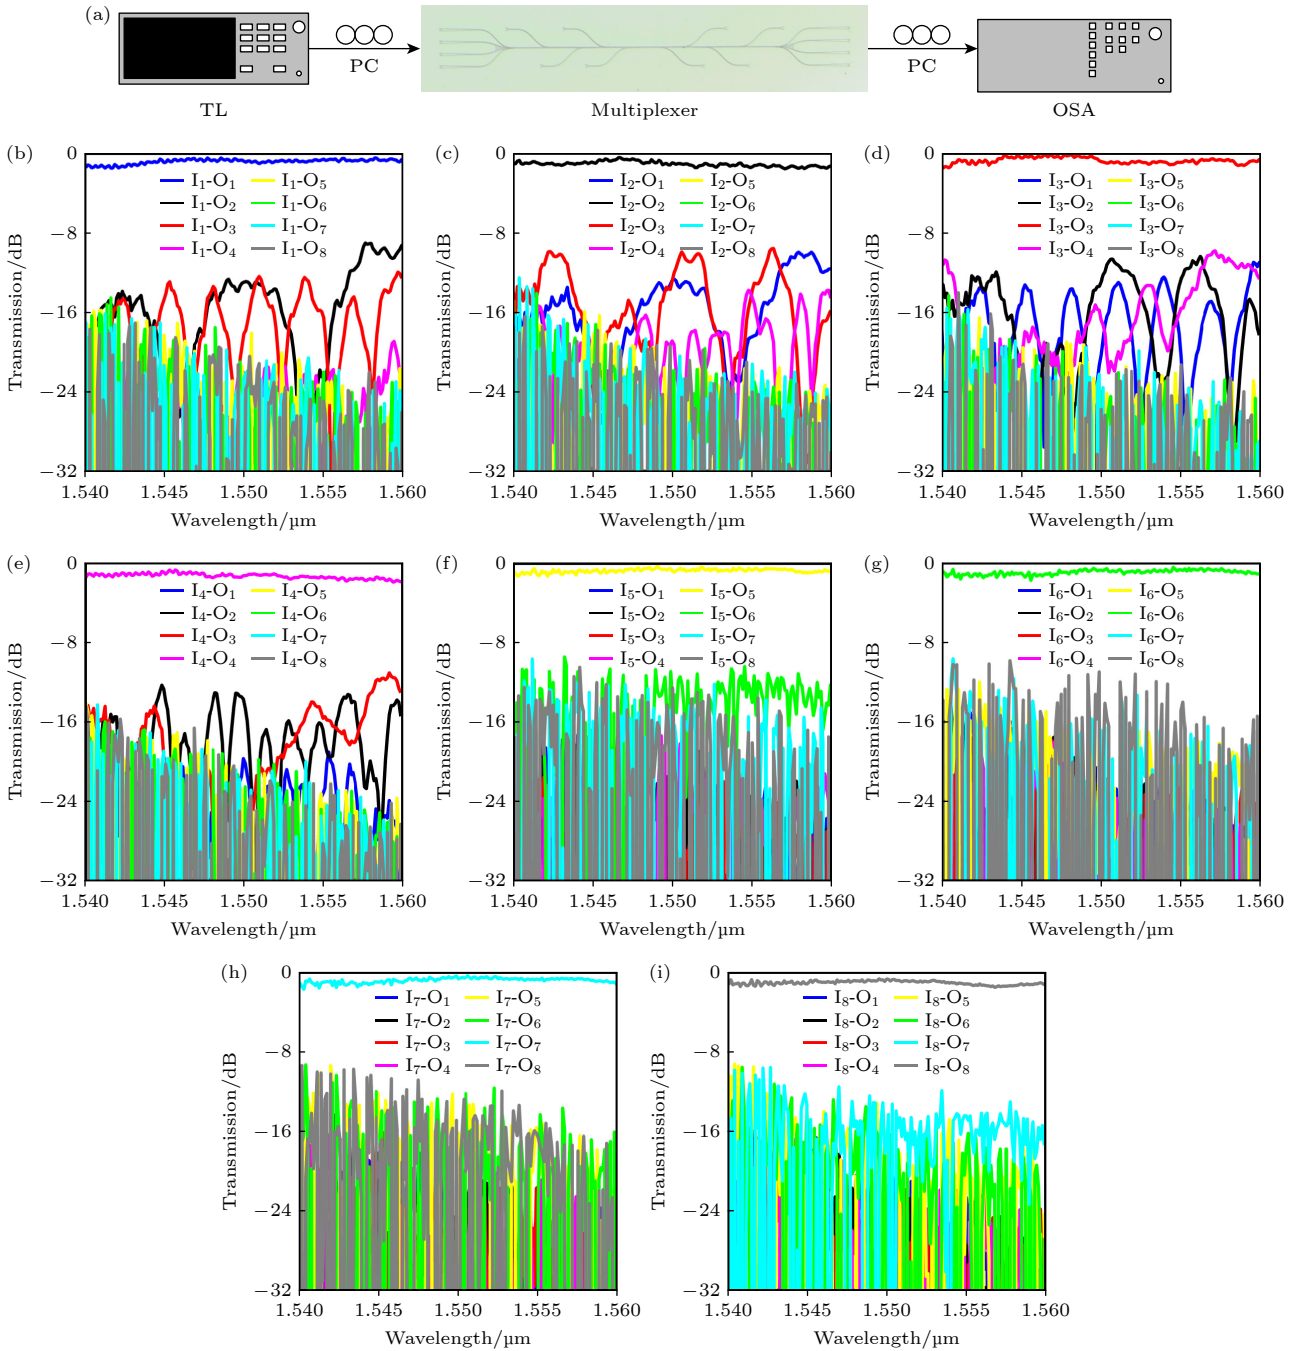 (a)
PC
PC
TL
Multiplexer
OSA
(b)
Transmission/dB
0
−8
−16
−24
−32
I₁-O₁
I₁-O₂
I₁-O₃
I₁-O₄
I₁-O₅
I₁-O₆
I₁-O₇
I₁-O₈
1.540
1.545
1.550
1.555
1.560
Wavelength/µm
(c)
Transmission/dB
0
−8
−16
−24
−32
I₂-O₁
I₂-O₂
I₂-O₃
I₂-O₄
I₂-O₅
I₂-O₆
I₂-O₇
I₂-O₈
1.540
1.545
1.550
1.555
1.560
Wavelength/µm
(d)
Transmission/dB
0
−8
−16
−24
−32
I₃-O₁
I₃-O₂
I₃-O₃
I₃-O₄
I₃-O₅
I₃-O₆
I₃-O₇
I₃-O₈
1.540
1.545
1.550
1.555
1.560
Wavelength/µm
(e)
Transmission/dB
0
−8
−16
−24
−32
I₄-O₁
I₄-O₂
I₄-O₃
I₄-O₄
I₄-O₅
I₄-O₆
I₄-O₇
I₄-O₈
1.540
1.545
1.550
1.555
1.560
Wavelength/µm
(f)
Transmission/dB
0
−8
−16
−24
−32
I₅-O₁
I₅-O₂
I₅-O₃
I₅-O₄
I₅-O₅
I₅-O₆
I₅-O₇
I₅-O₈
1.540
1.545
1.550
1.555
1.560
Wavelength/µm
(g)
Transmission/dB
0
−8
−16
−24
−32
I₆-O₁
I₆-O₂
I₆-O₃
I₆-O₄
I₆-O₅
I₆-O₆
I₆-O₇
I₆-O₈
1.540
1.545
1.550
1.555
1.560
Wavelength/µm
(h)
Transmission/dB
0
−8
−16
−24
−32
I₇-O₁
I₇-O₂
I₇-O₃
I₇-O₄
I₇-O₅
I₇-O₆
I₇-O₇
I₇-O₈
1.540
1.545
1.550
1.555
1.560
Wavelength/µm
(i)
Transmission/dB
0
−8
−16
−24
−32
I₈-O₁
I₈-O₂
I₈-O₃
I₈-O₄
I₈-O₅
I₈-O₆
I₈-O₇
I₈-O₈
1.540
1.545
1.550
1.555
1.560
Wavelength/µm